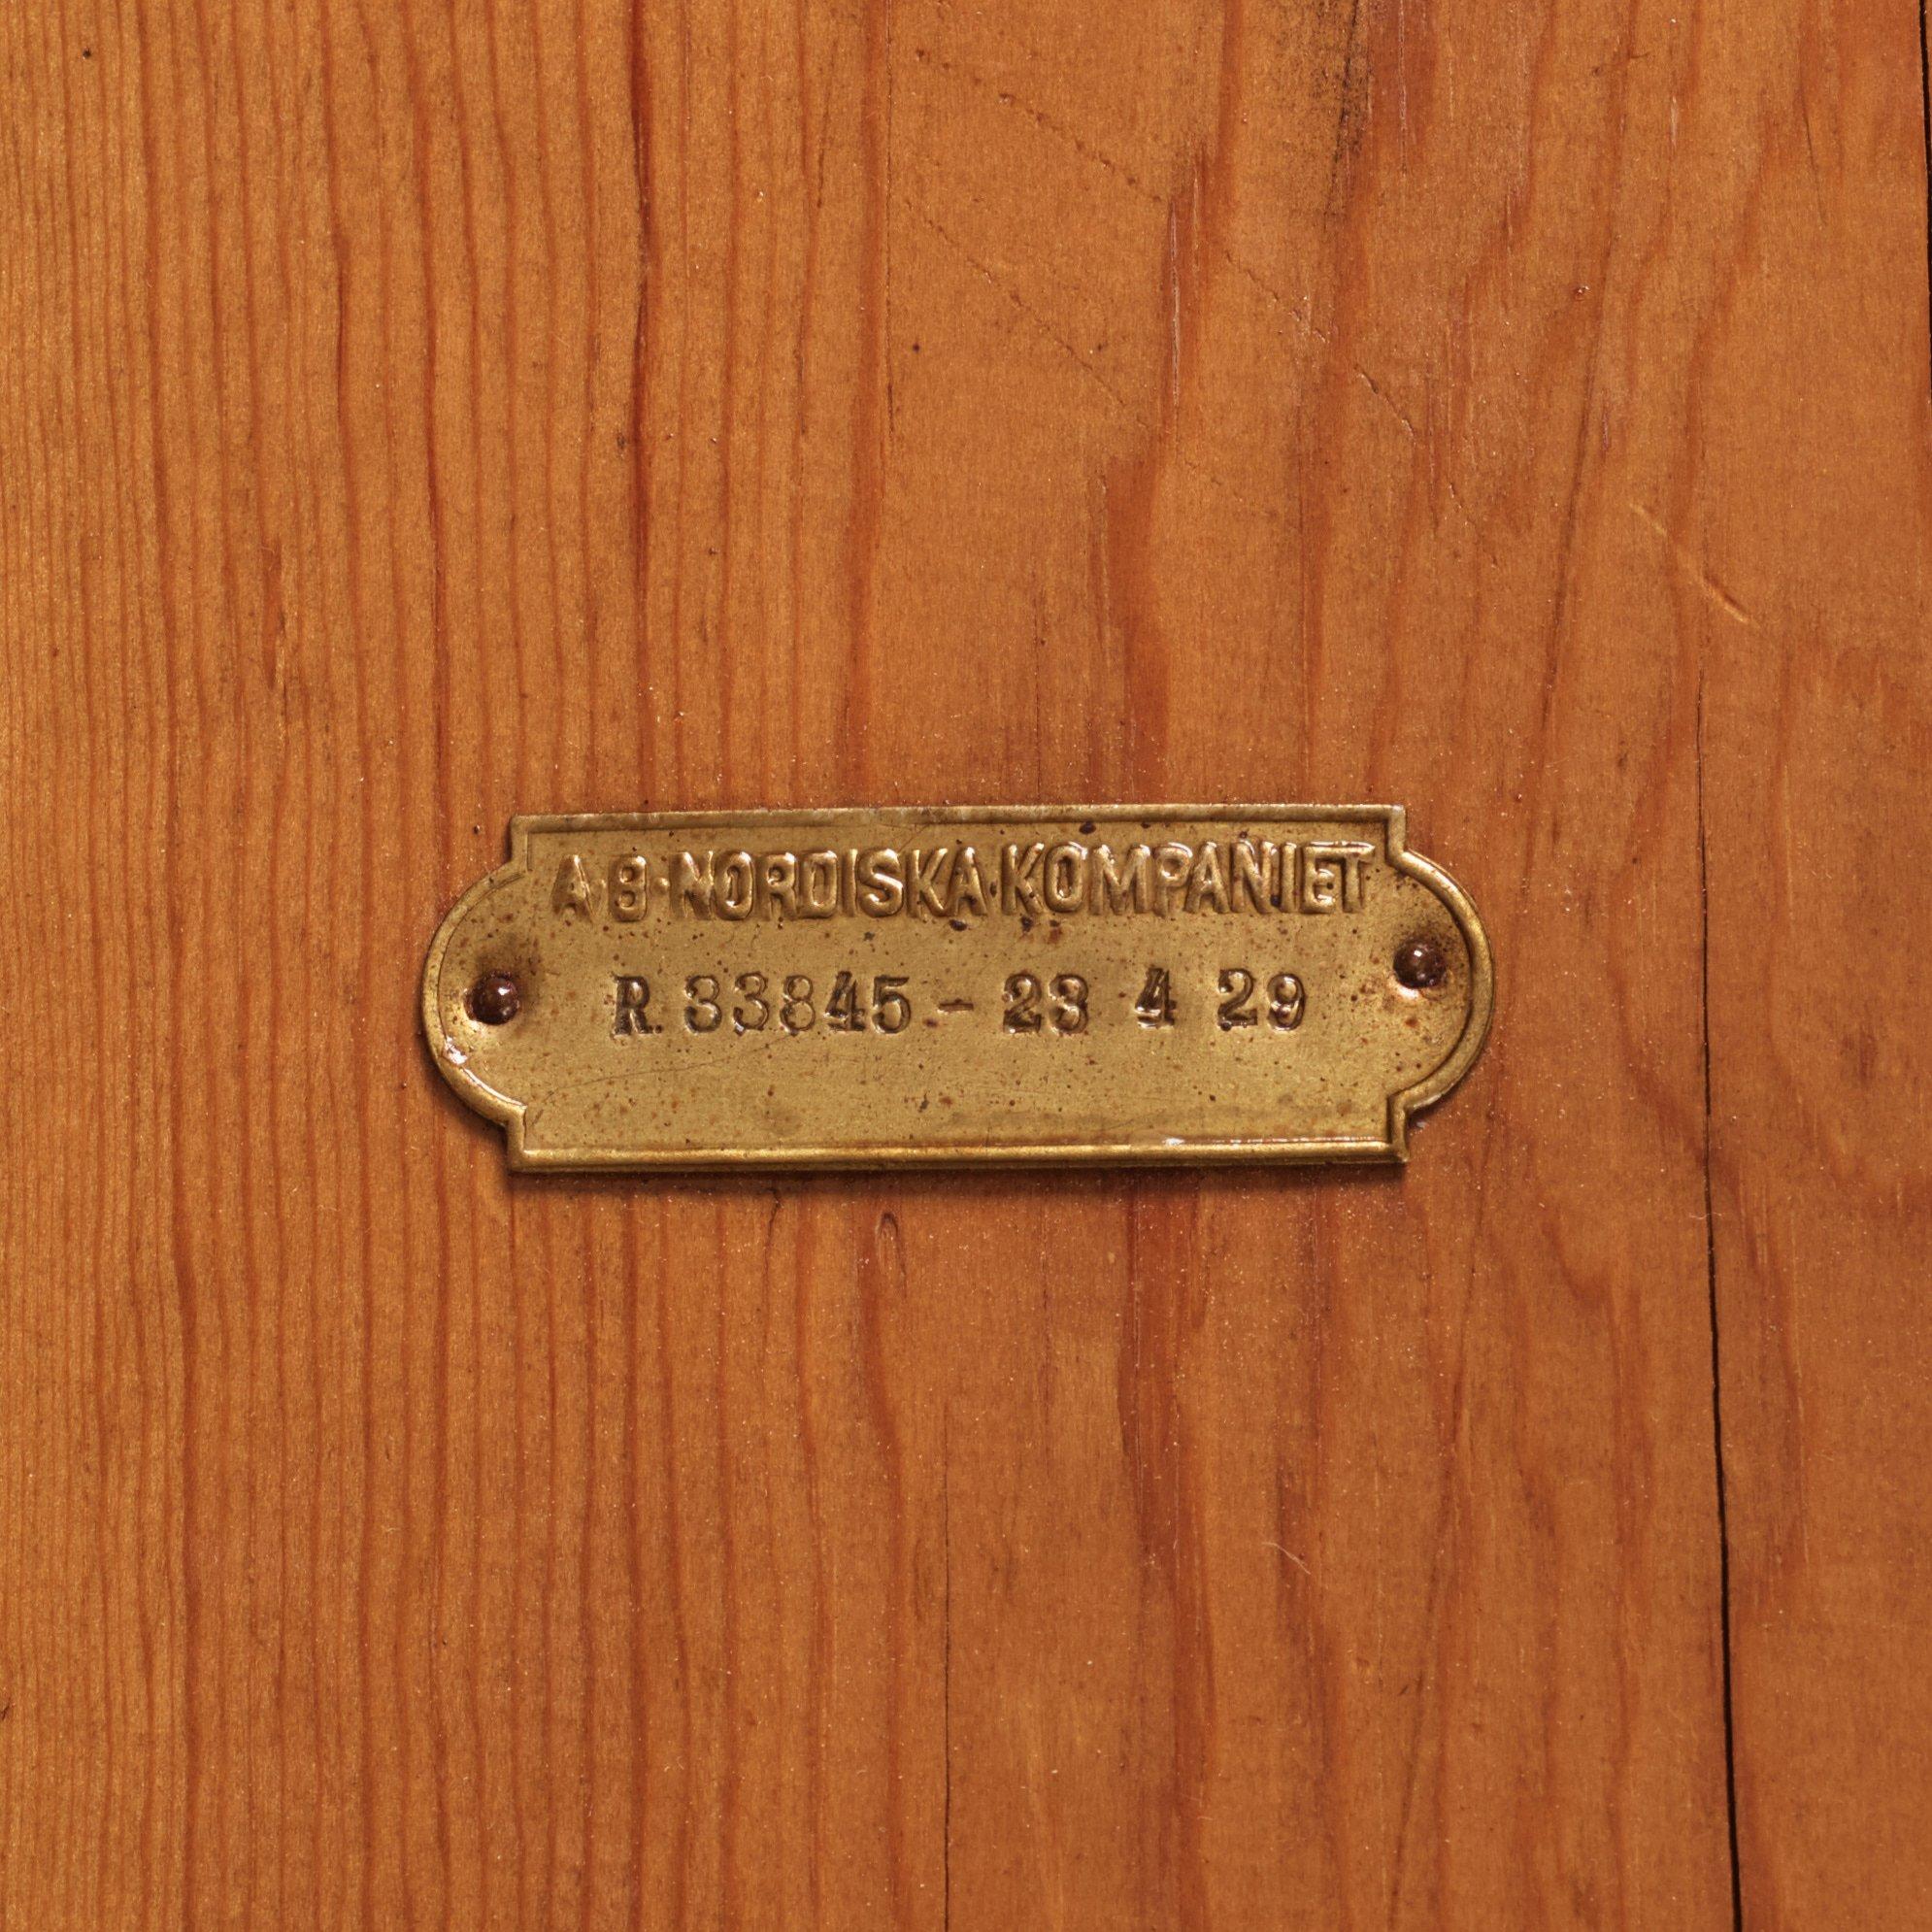 A·B·NORDISKA·KOMPANIET
R. 33845 - 23 4 29